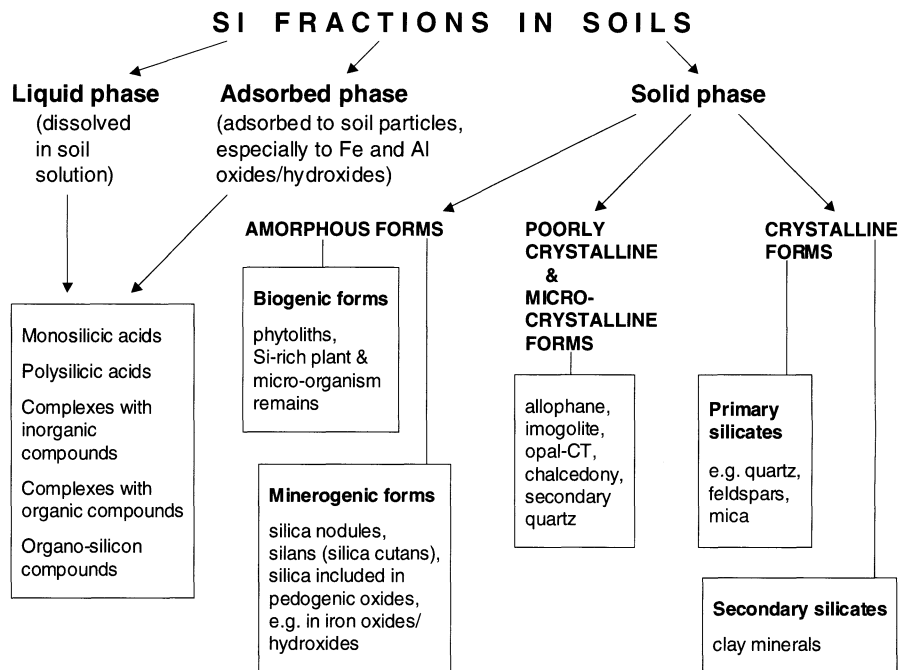 SI FRACTIONS IN SOILS
Liquid phase
(dissolved
in soil
solution)
Adsorbed phase
(adsorbed to soil particles,
especially to Fe and Al
oxides/hydroxides)
Solid phase
Monosilicic acids
Polysilicic acids
Complexes with
inorganic
compounds
Complexes with
organic compounds
Organo-silicon
compounds
AMORPHOUS FORMS
Biogenic forms
phytoliths,
Si-rich plant &
micro-organism
remains
Minerogenic forms
silica nodules,
silans (silica cutans),
silica included in
pedogenic oxides,
e.g. in iron oxides/
hydroxides
POORLY
CRYSTALLINE
&
MICRO-
CRYSTALLINE
FORMS
allophane,
imogolite,
opal-CT,
chalcedony,
secondary
quartz
CRYSTALLINE
FORMS
Primary
silicates
e.g. quartz,
feldspars,
mica
Secondary silicates
clay minerals